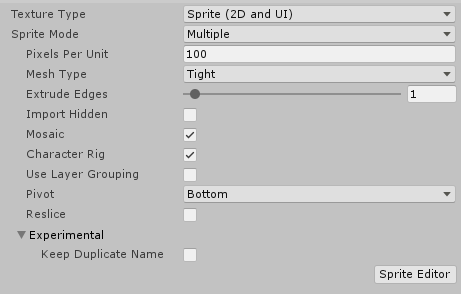 Texture Type Sprite (2D and UI)
Sprite Mode Multiple
Pixels Per Unit 100
Mesh Type Tight
Extrude Edges 1
Import Hidden
Mosaic
Character Rig
Use Layer Grouping
Pivot Bottom
Reslice
Experimental
Keep Duplicate Name
Sprite Editor